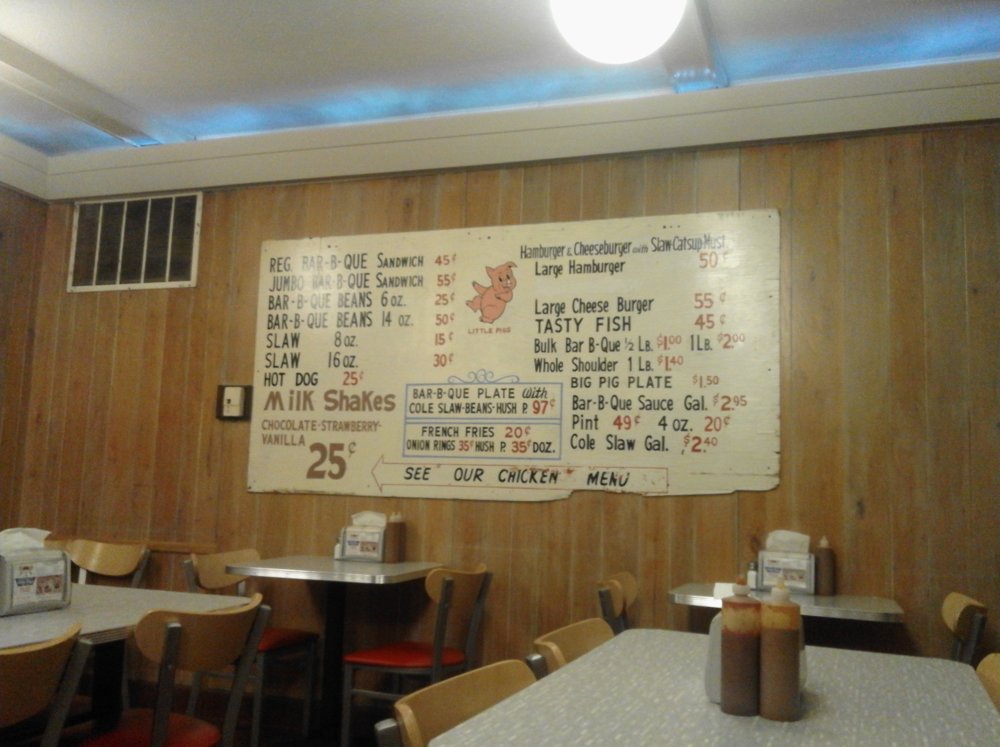 REG. BAR-B-QUE SANDWICH 45¢
JUMBO BAR-B-QUE SANDWICH 55¢
BAR-B-QUE BEANS 6 oz. 25¢
BAR-B-QUE BEANS 14 oz. 50¢
SLAW 8 oz. 15¢
SLAW 16 oz. 30¢
HOT DOG 25¢
Milk Shakes
CHOCOLATE-STRAWBERRY-
VANILLA
25¢
LITTLE PIGS
BAR-B-QUE PLATE With
COLE SLAW-BEANS-HUSH P. 97¢
FRENCH FRIES 20¢
ONION RINGS 35¢ HUSH P. 35¢ DOZ.
SEE OUR CHICKEN MENU
Hamburger & Cheeseburger with Slaw-Catsup-Must.
Large Hamburger 50¢
Large Cheese Burger 55¢
TASTY FISH 45¢
Bulk Bar B-Que ½ Lb. $1.00 1 Lb. $2.00
Whole Shoulder 1 Lb. $1.40
BIG PIG PLATE $1.50
Bar-B-Que Sauce Gal. $2.95
Pint 49¢ 4 oz. 20¢
Cole Slaw Gal. $2.40